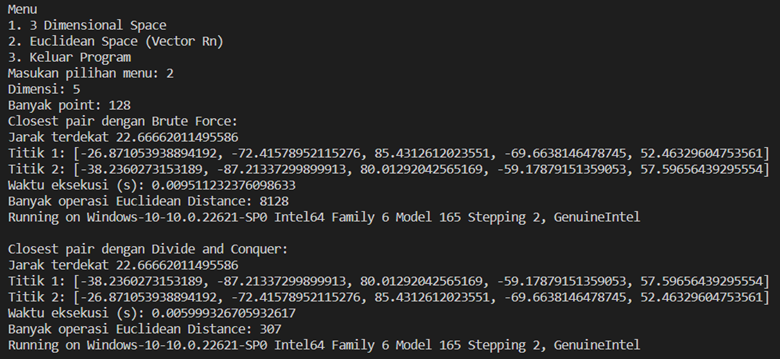 Menu
1. 3 Dimensional Space
2. Euclidean Space (Vector Rn)
3. Keluar Program
Masukan pilihan menu: 2
Dimensi: 5
Banyak point: 128
Closest pair dengan Brute Force:
Jarak terdekat 22.66662011495586
Titik 1: [-26.871053938894192, -72.41578952115276, 85.4312612023551, -69.6638146478745, 52.46329604753561]
Titik 2: [-38.2360273153189, -87.21337299899913, 80.01292042565169, -59.17879151359053, 57.59656439295554]
Waktu eksekusi (s): 0.009511232376098633
Banyak operasi Euclidean Distance: 8128
Running on Windows-10-10.0.22621-SP0 Intel64 Family 6 Model 165 Stepping 2, GenuineIntel
Closest pair dengan Divide and Conquer:
Jarak terdekat 22.66662011495586
Titik 1: [-38.2360273153189, -87.21337299899913, 80.01292042565169, -59.17879151359053, 57.59656439295554]
Titik 2: [-26.871053938894192, -72.41578952115276, 85.4312612023551, -69.6638146478745, 52.46329604753561]
Waktu eksekusi (s): 0.005999326705932617
Banyak operasi Euclidean Distance: 307
Running on Windows-10-10.0.22621-SP0 Intel64 Family 6 Model 165 Stepping 2, GenuineIntel